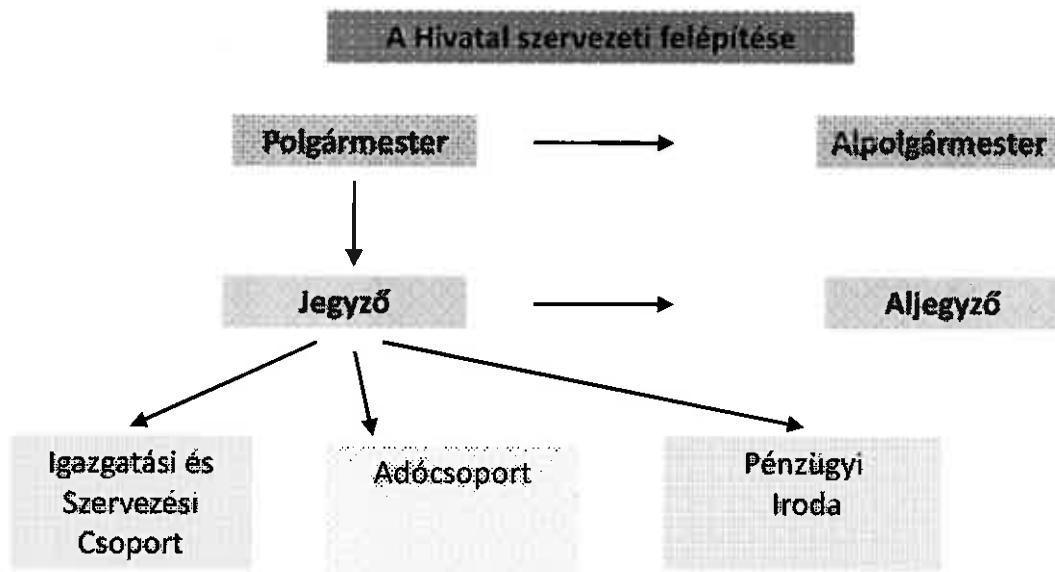 A Hivatal szervezeti felépítése
Polgármester
Alpolgármester
Jegyző
Aljegyző
Igazgatási és
Szervezési
Csoport
Adócsoport
Pénzügyi
Iroda